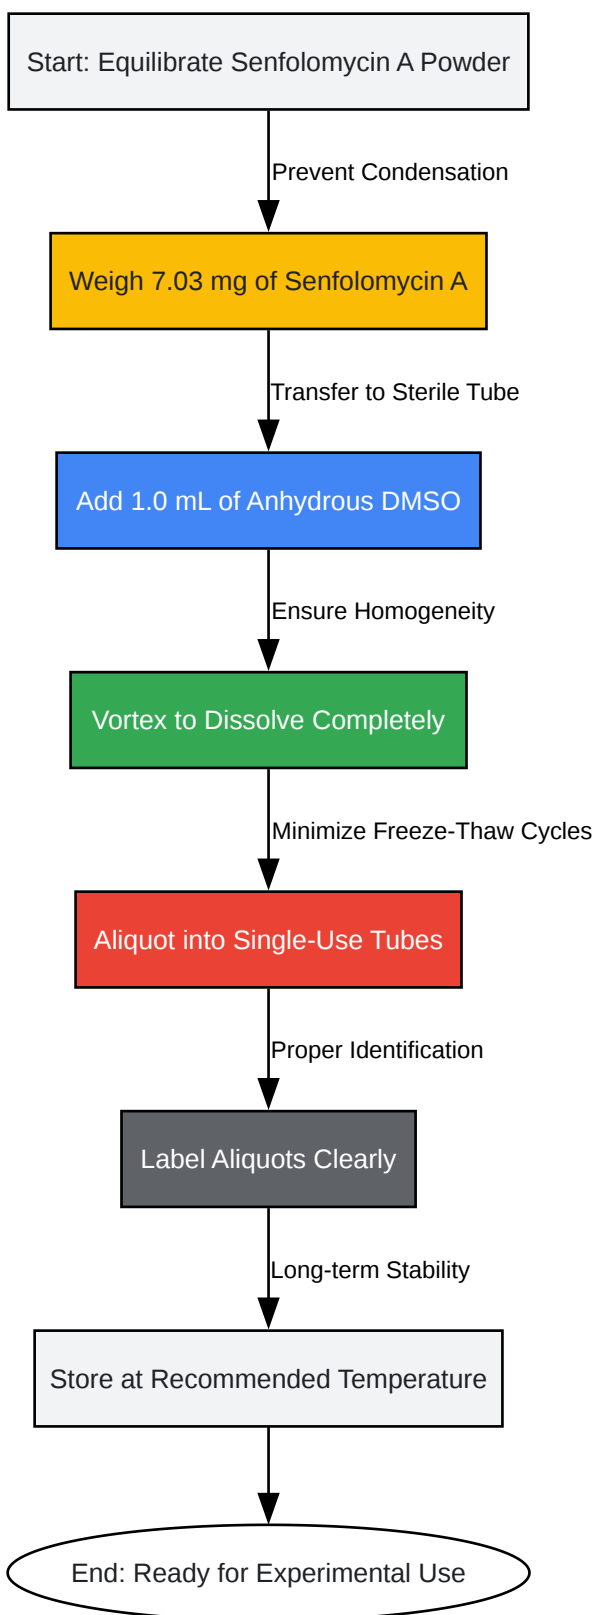 Start: Equilibrate Senfolomycin A Powder
Prevent Condensation
Weigh 7.03 mg of Senfolomycin A
Transfer to Sterile Tube
Add 1.0 mL of Anhydrous DMSO
Ensure Homogeneity
Vortex to Dissolve Completely
Minimize Freeze-Thaw Cycles
Aliquot into Single-Use Tubes
Proper Identification
Label Aliquots Clearly
Long-term Stability
Store at Recommended Temperature
End: Ready for Experimental Use